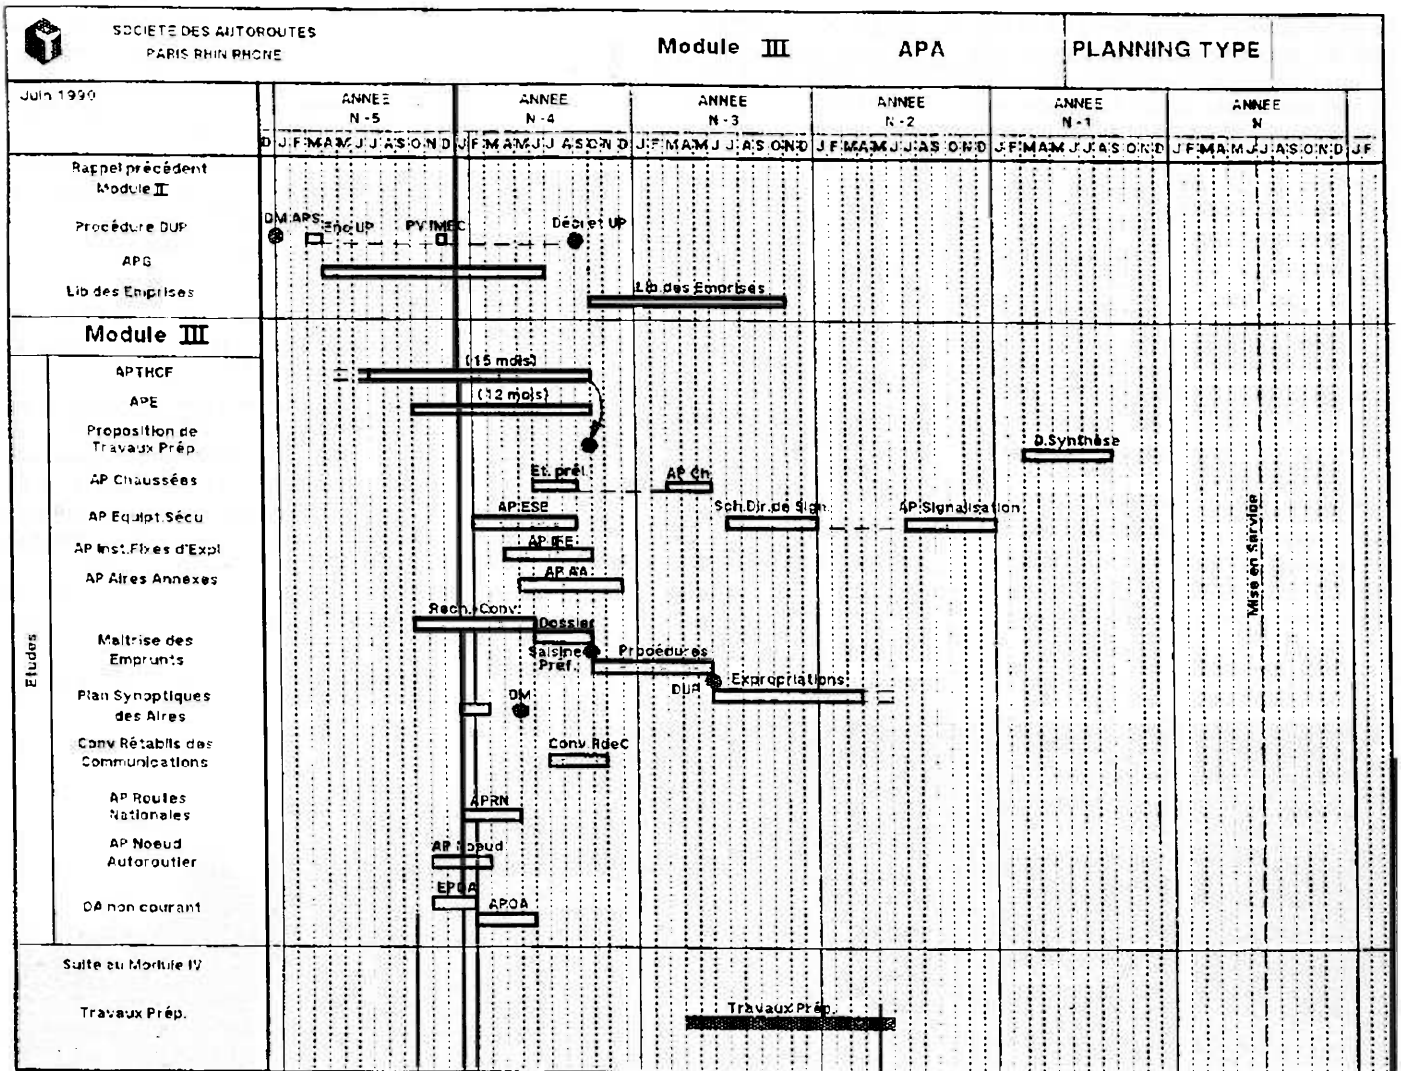 SOCIETE DES AUTOROUTES
PARIS RHIN RHONE
Module III APA PLANNING TYPE
Juin 1990
ANNEE ANNEE ANNEE ANNEE ANNEE ANNEE
N-5 N-4 N-3 N-2 N-1 N
D J F M A M J J A S O N D J F M A M J J A S O N D J F M A M J J A S O N D J F M A M J J A S O N D J F M A M J J A S O N D J F M A M J J A S O N D J F
Rappel précédent
Module II
Procédure DUP
DM APS Enq UP PV IMEC Décret UP
APG
Lib des Emprises
Lib des Emprises
Module III
Etudes
APTHCF
(15 mois)
APE
(12 mois)
Proposition de
Travaux Prép
D.Synthèse
AP Chaussées
Et. prél. AP Ch
AP Equipt.Sécu
AP.ESE Sch.Dir.de Sign. AP.Signalisation
AP Inst.Fixes d'Expl
AP IFE
AP Aires Annexes
AP AA
Maîtrise des
Emprunts
Rech. Conv.
Dossier
Saisine
Préf.
Procédures
DUP
Expropriations
Plan Synoptiques
des Aires
DM
Conv Rétablis des
Communications
Conv RdeC
AP Routes
Nationales
APRN
AP Noeud
Autoroutier
AP Noeud
OA non courant
EPOA
APOA
Mise en Service
Suite au Module IV
Travaux Prép.
Travaux Prép.